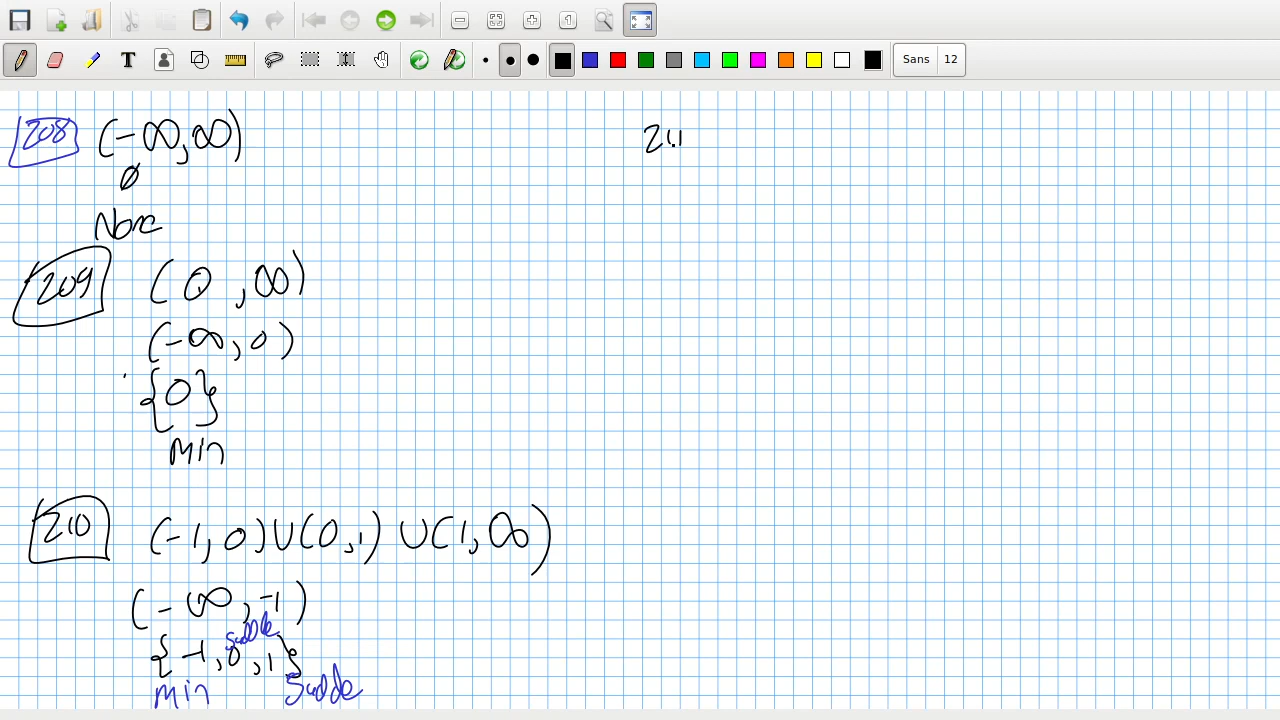 Sans 12
208 (-∞,∞)
∅
None
209 (0,∞)
(-∞,0)
{0}
Min
210 (-1,0)∪(0,1)∪(1,∞)
(-∞,-1)
saddle
{-1,0,1}
Min Saddle